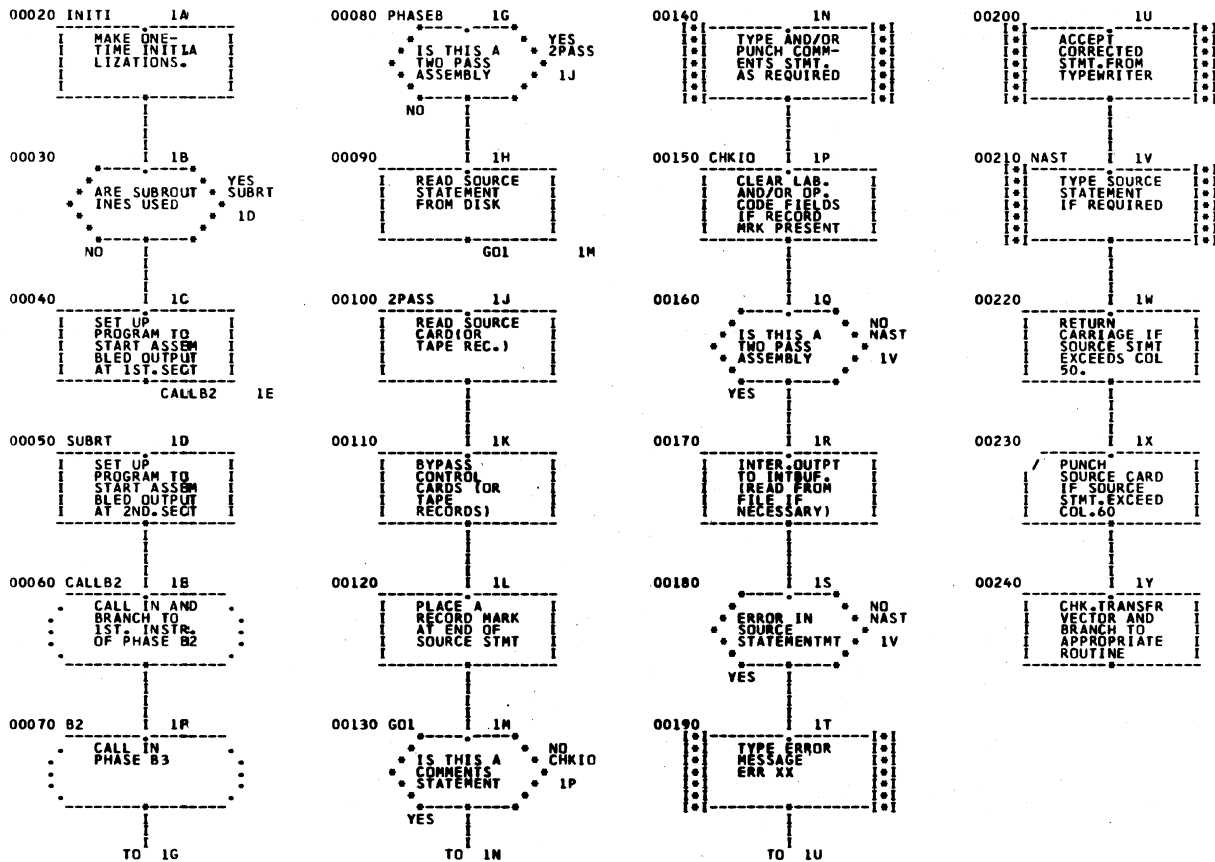 00020 INITI 1A
MAKE ONE-
TIME INITIA
LIZATIONS.
00030 1B
ARE SUBROUT
INES USED
YES
SUBRT
1D
NO
00040 1C
SET UP
PROGRAM TO
START ASSEM
BLED OUTPUT
AT 1ST.SECT
CALLB2 1E
00050 SUBRT 1D
SET UP
PROGRAM TO
START ASSEM
BLED OUTPUT
AT 2ND.SECT
00060 CALLB2 1E
CALL IN AND
BRANCH TO
1ST. INSTR.
OF PHASE B2
00070 B2 1F
CALL IN
PHASE B3
TO 1G
00080 PHASEB 1G
IS THIS A
TWO PASS
ASSEMBLY
YES
2PASS
1J
NO
00090 1H
READ SOURCE
STATEMENT
FROM DISK
GO1 1M
00100 2PASS 1J
READ SOURCE
CARD(OR
TAPE REC.)
00110 1K
BYPASS
CONTROL
CARDS (OR
TAPE
RECORDS)
00120 1L
PLACE A
RECORD MARK
AT END OF
SOURCE STMT
00130 GO1 1M
IS THIS A
COMMENTS
STATEMENT
NO
CHKIO
1P
YES
TO 1N
00140 1N
TYPE AND/OR
PUNCH COMM-
ENTS STMT.
AS REQUIRED
00150 CHKIO 1P
CLEAR LAB.
AND/OR OP.
CODE FIELDS
IF RECORD
MRK PRESENT
00160 1Q
IS THIS A
TWO PASS
ASSEMBLY
NO
NAST
1V
YES
00170 1R
INTER.OUTPT
TO INTBUF.
(READ FROM
FILE IF
NECESSARY)
00180 1S
ERROR IN
SOURCE
STATEMENTMT
NO
NAST
1V
YES
00190 1T
TYPE ERROR
MESSAGE
ERR XX
TO 1U
00200 1U
ACCEPT
CORRECTED
STMT.FROM
TYPEWRITER
00210 NAST 1V
TYPE SOURCE
STATEMENT
IF REQUIRED
00220 1W
RETURN
CARRIAGE IF
SOURCE STMT
EXCEEDS COL
50.
00230 1X
PUNCH
SOURCE CARD
IF SOURCE
STMT.EXCEED
COL.60
00240 1Y
CHK.TRANSFR
VECTOR AND
BRANCH TO
APPROPRIATE
ROUTINE